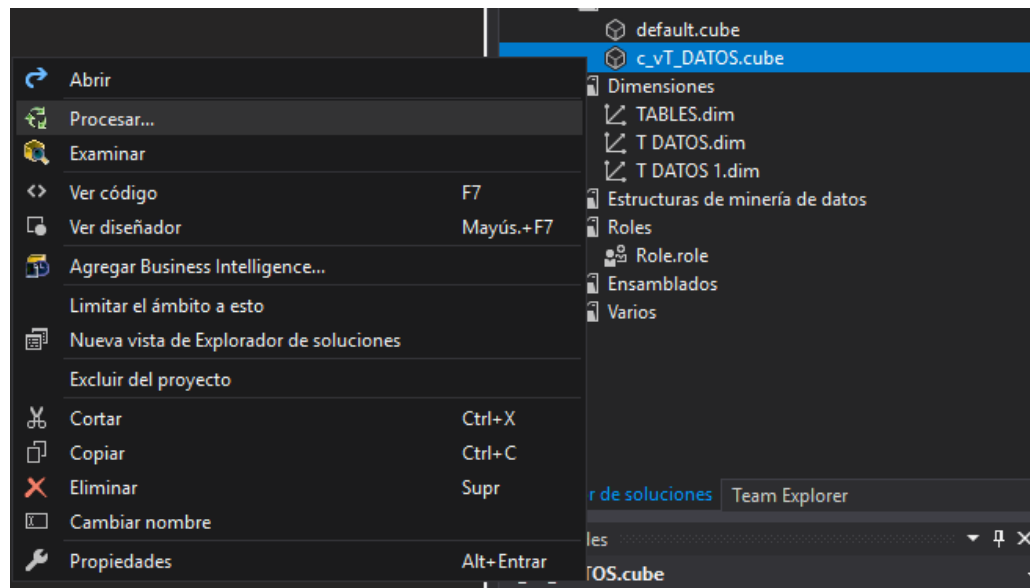 default.cube
c_vT_DATOS.cube
Dimensiones
TABLES.dim
T DATOS.dim
T DATOS 1.dim
Estructuras de minería de datos
Roles
Role.role
Ensamblados
Varios
Abrir
Procesar...
Examinar
Ver código F7
Ver diseñador Mayús.+F7
Agregar Business Intelligence...
Limitar el ámbito a esto
Nueva vista de Explorador de soluciones
Excluir del proyecto
Cortar Ctrl+X
Copiar Ctrl+C
Eliminar Supr
Cambiar nombre
Propiedades Alt+Entrar
r de soluciones Team Explorer
les
TOS.cube